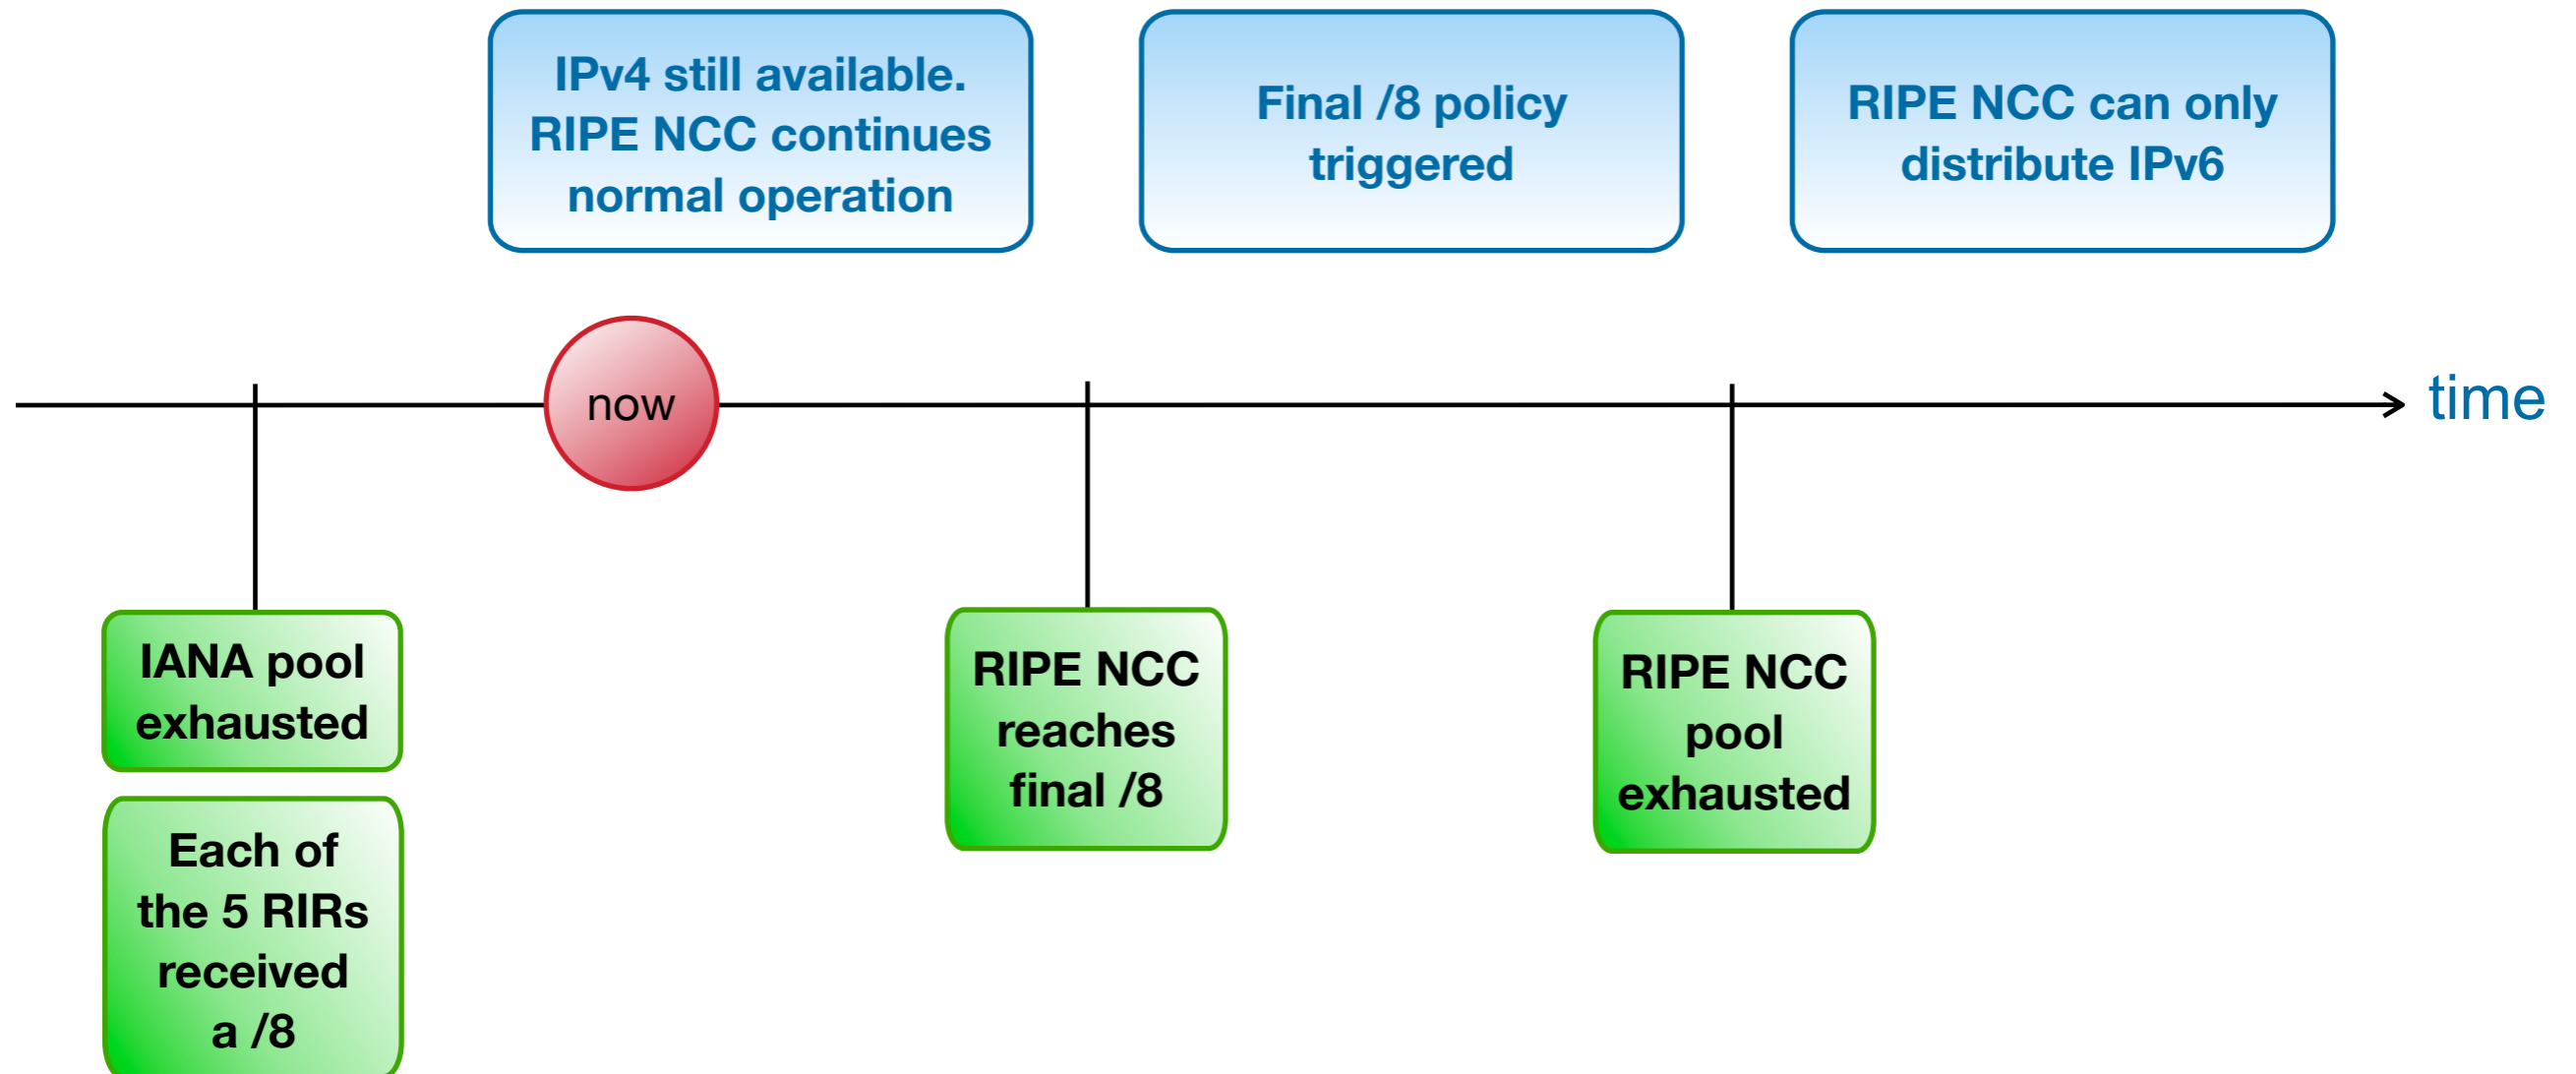 IPv4 still available.
RIPE NCC continues
normal operation
Final /8 policy
triggered
RIPE NCC can only
distribute IPv6
now
time
IANA pool
exhausted
Each of
the 5 RIRs
received
a /8
RIPE NCC
reaches
final /8
RIPE NCC
pool
exhausted